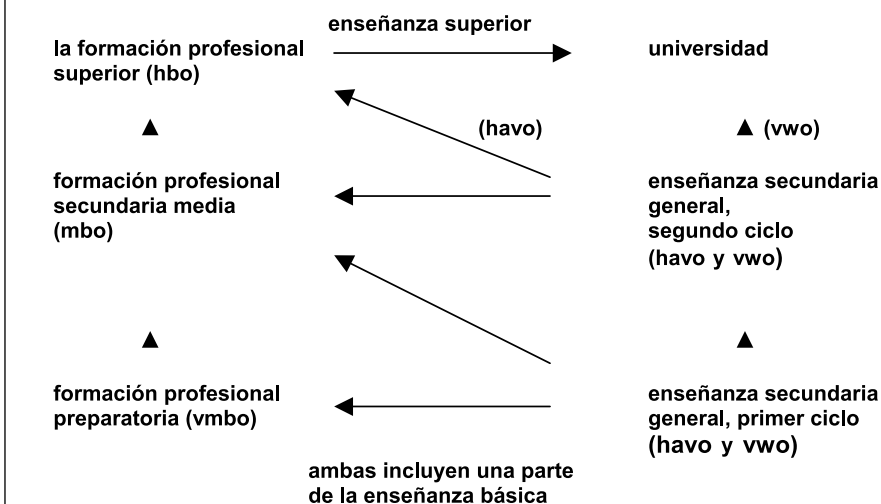 enseñanza superior
la formación profesional
superior (hbo)
universidad
(havo)
(vwo)
formación profesional
secundaria media
(mbo)
enseñanza secundaria
general,
segundo ciclo
(havo y vwo)
formación profesional
preparatoria (vmbo)
enseñanza secundaria
general, primer ciclo
(havo y vwo)
ambas incluyen una parte
de la enseñanza básica